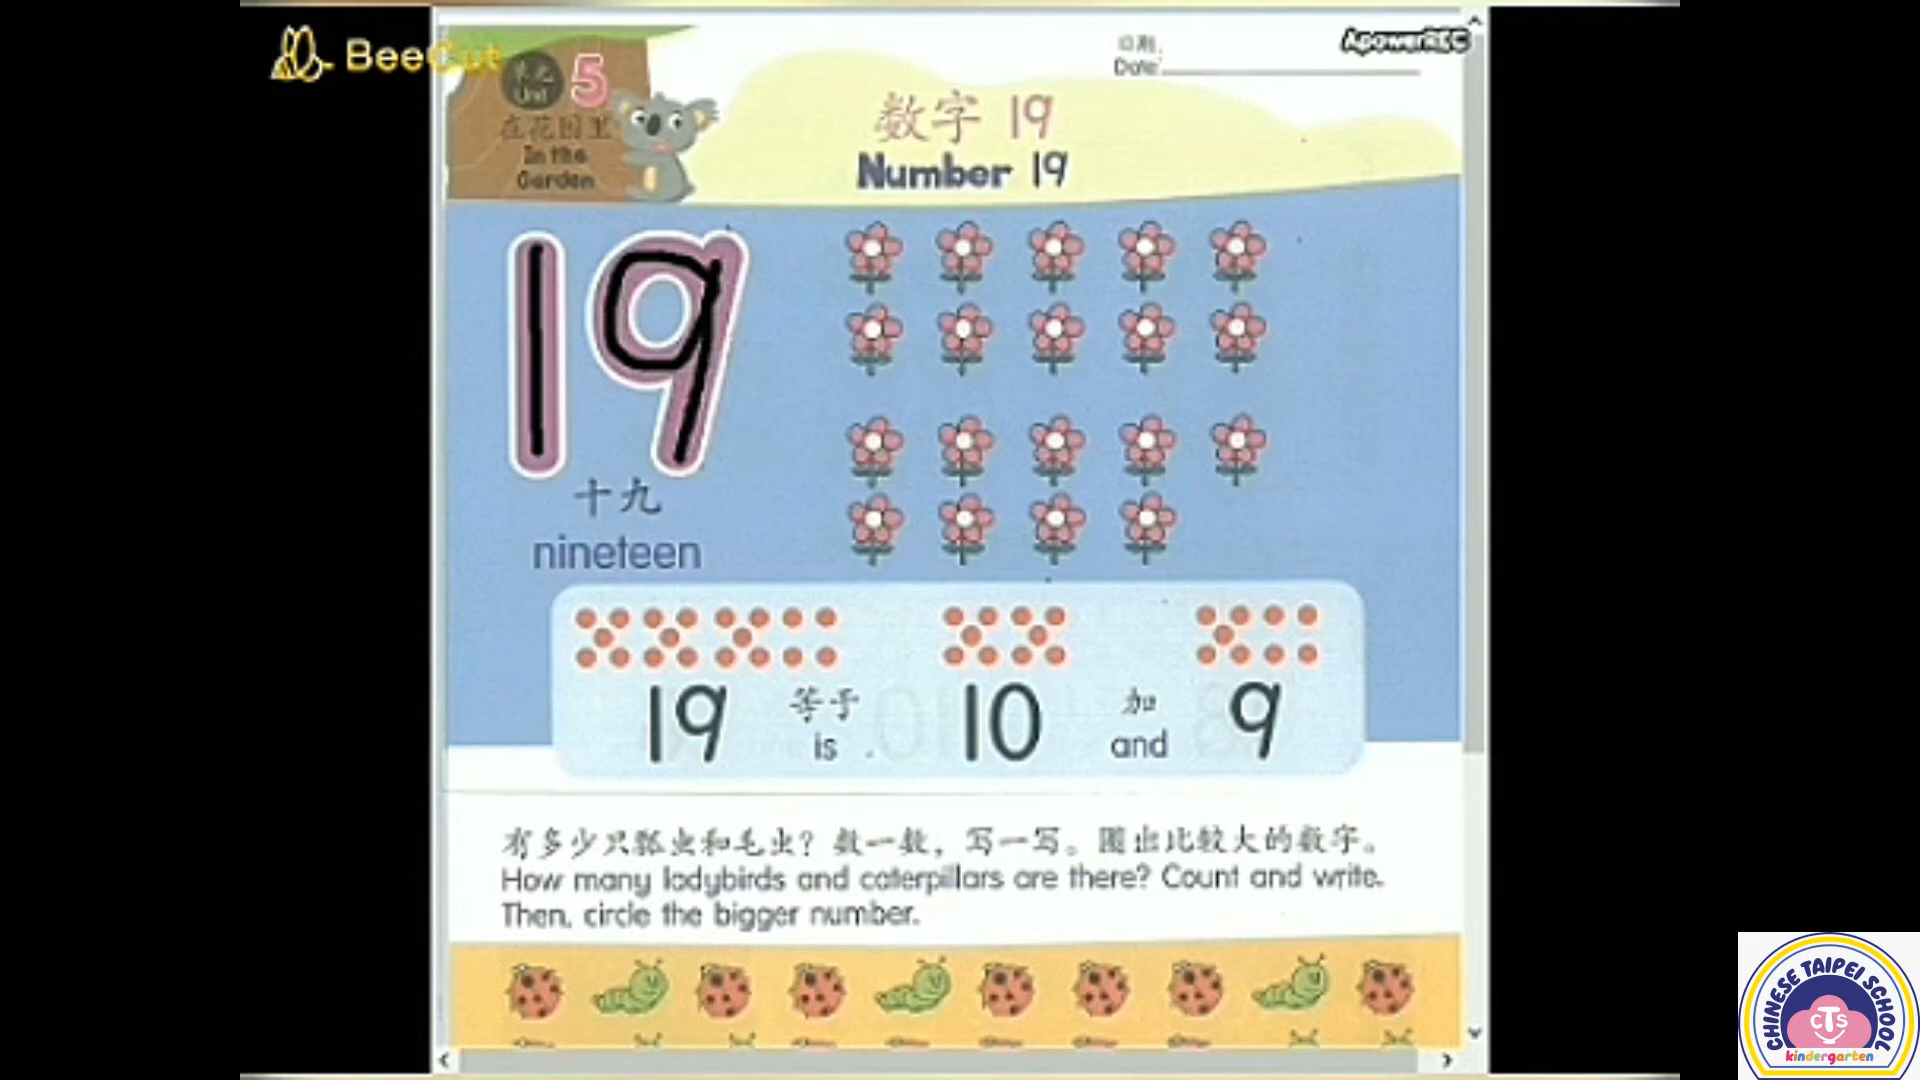 BeeCut
ApowerREC
日期:
Date:
单元 5
Unit
在花园里
In the
Garden
数字 19
Number 19
19
十九
nineteen
19 等于 10 加 9
is and
有多少只瓢虫和毛虫？数一数，写一写。圈出比较大的数字。
How many ladybirds and caterpillars are there? Count and write.
Then, circle the bigger number.
CHINESE TAIPEI SCHOOL
CTS
kindergarten